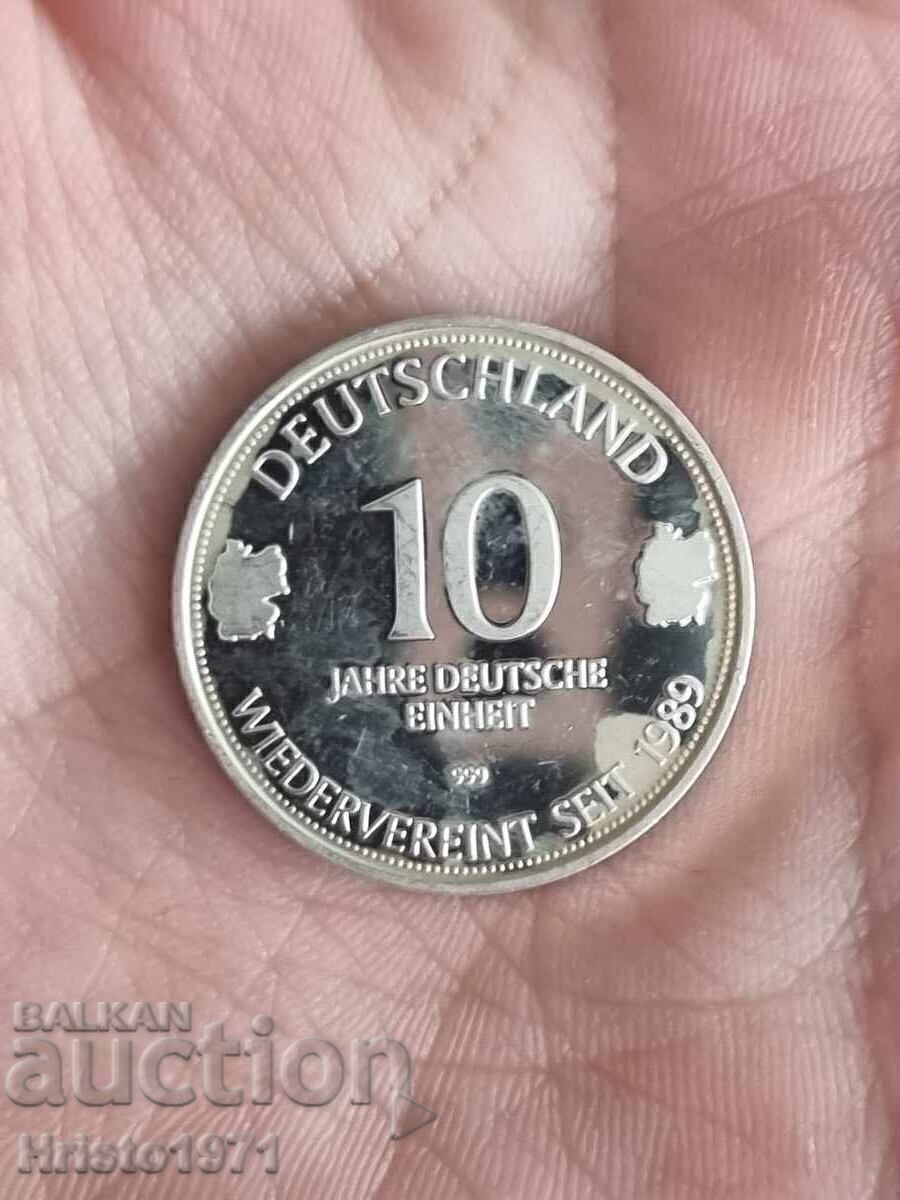 DEUTSCHLAND
10
JAHRE DEUTSCHE
EINHEIT
999
WIEDERVEREINT SEIT 1989
BALKAN
auction
Hristo1971